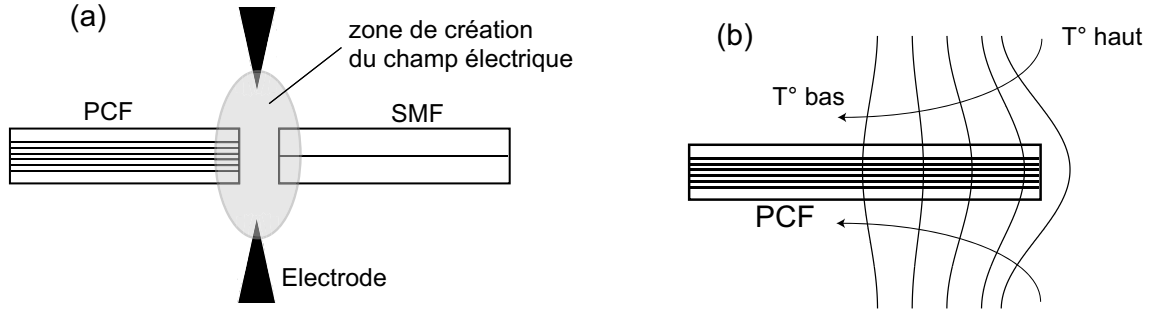 (a)
zone de création
du champ électrique
PCF
SMF
Electrode
(b)
T° haut
T° bas
PCF